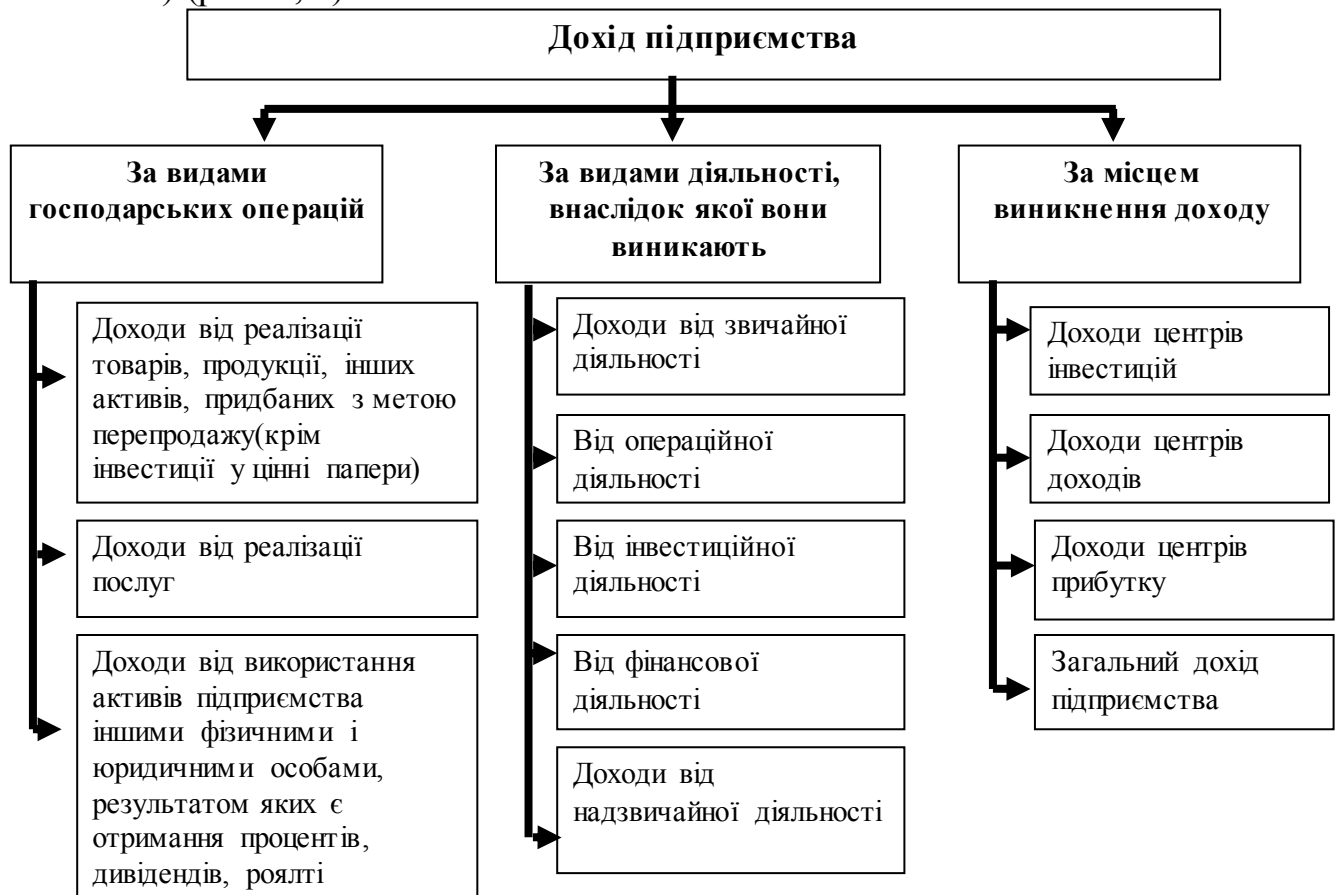 Дохід підприємства
За видами
господарських операцій
За видами діяльності,
внаслідок якої вони
виникають
За місцем
виникнення доходу
Доходи від реалізації
товарів, продукції, інших
активів, придбаних з метою
перепродажу(крім
інвестиції у цінні папери)
Доходи від реалізації
послуг
Доходи від використання
активів підприємства
іншими фізичними і
юридичними особами,
результатом яких є
отримання процентів,
дивідендів, роялті
Доходи від звичайної
діяльності
Від операційної
діяльності
Від інвестиційної
діяльності
Від фінансової
діяльності
Доходи від
надзвичайної діяльності
Доходи центрів
інвестицій
Доходи центрів
доходів
Доходи центрів
прибутку
Загальний дохід
підприємства